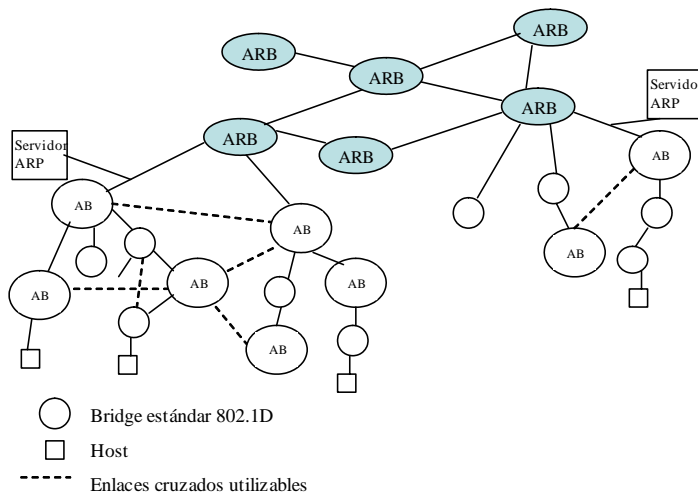 ARB
ARB
ARB
ARB
ARB
ARB
Servidor
ARP
Servido
ARP
AB
AB
AB
AB
AB
AB
AB
AB
Bridge estándar 802.1D
Host
Enlaces cruzados utilizables